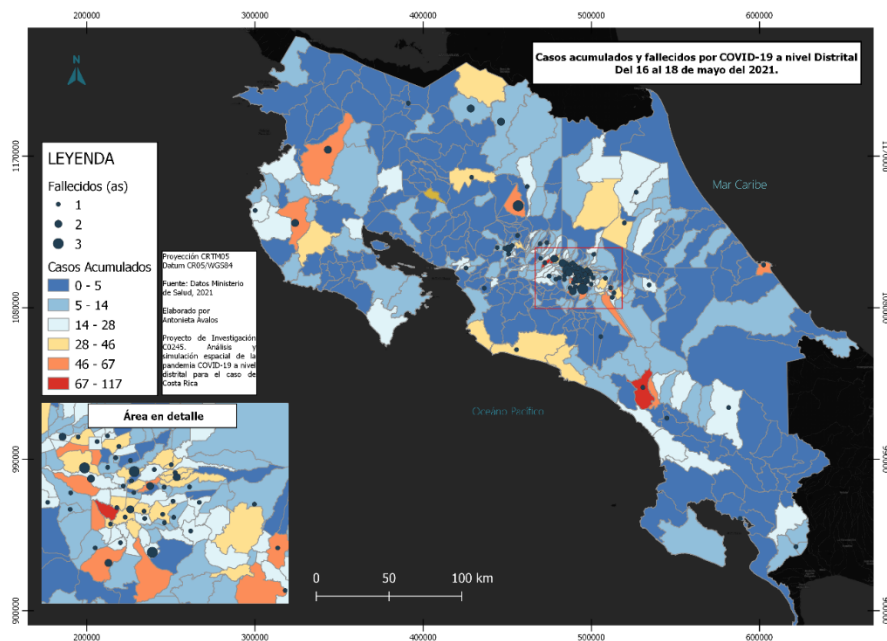 200000 300000 400000 500000 600000
Casos acumulados y fallecidos por COVID-19 a nivel Distrital
Del 16 al 18 de mayo del 2021.
N
1170000
1170000
LEYENDA
Fallecidos (as)
1
2
3
Casos Acumulados
0 - 5
5 - 14
14 - 28
28 - 46
46 - 67
67 - 117
Mar Caribe
Proyección CRTM05
Datum CR05/WGS84
Fuente: Datos Ministerio
de Salud, 2021
Elaborado por
Antonieta Avalos
Proyecto de Investigación
C0245. Análisis y
simulación espacial de la
pandemia COVID-19 a nivel
distrital para el caso de
Costa Rica
1080000
1080000
Océano Pacífico
Área en detalle
990000
990000
0 50 100 km
900000
900000
200000 300000 400000 500000 600000